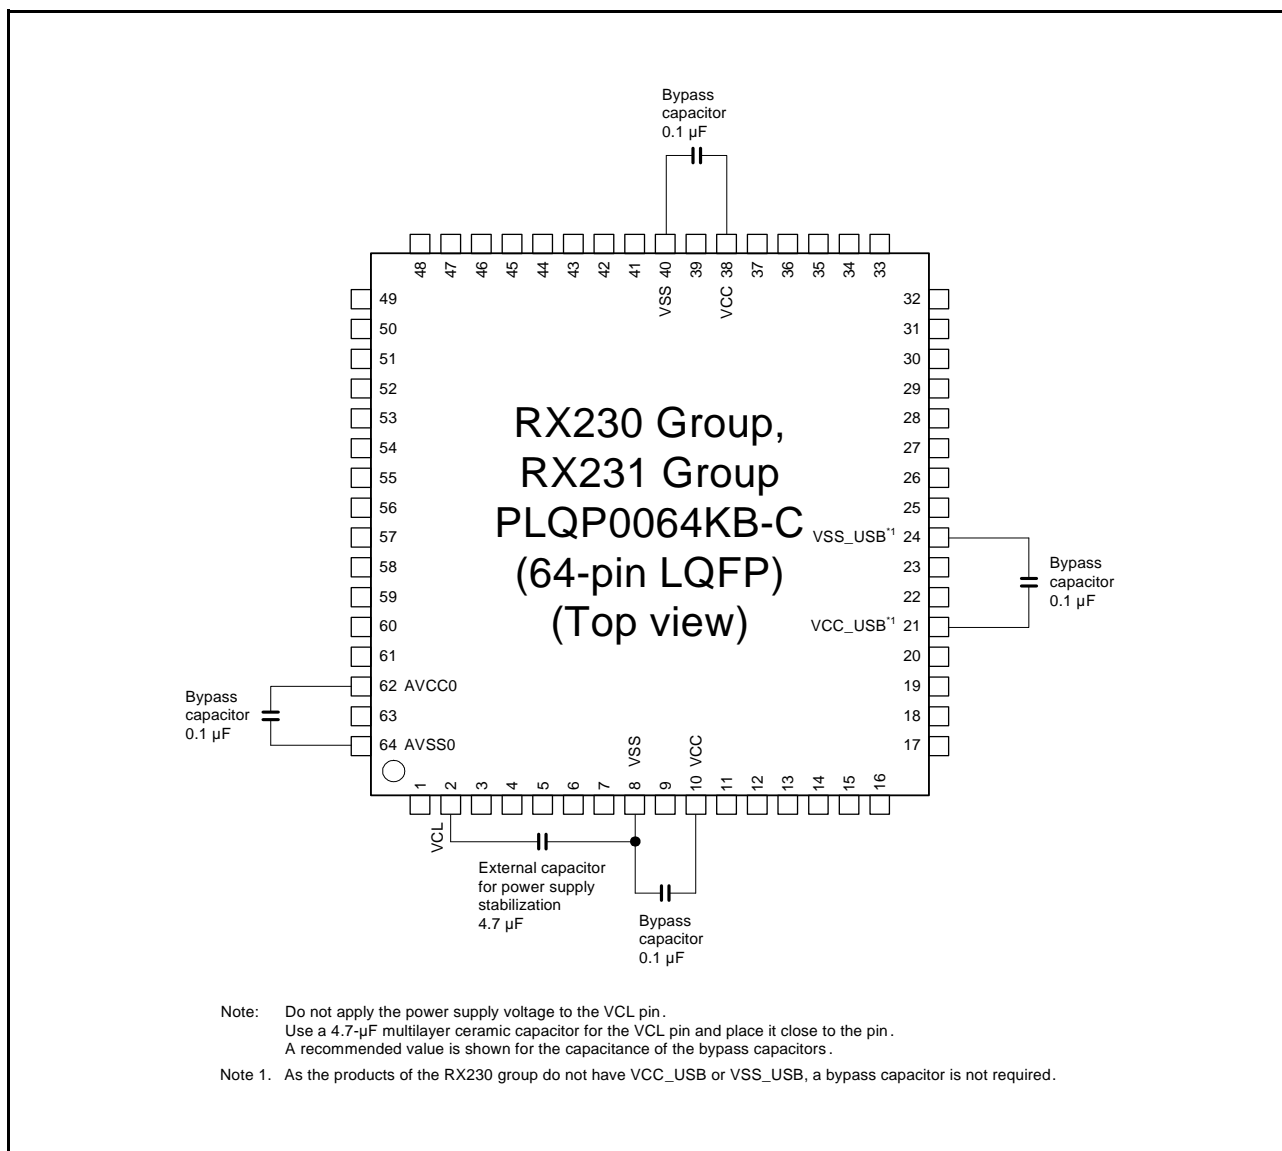 Bypass
capacitor
0.1 µF
48 47 46 45 44 43 42 41 40 39 38 37 36 35 34 33
VSS VCC
49 32
50 31
51 30
52 29
53 28
54 27
55 26
56 25
57 VSS_USB*1 24
58 23
59 22
60 VCC_USB*1 21
61 20
62 AVCC0 19
63 18
64 AVSS0 17
RX230 Group,
RX231 Group
PLQP0064KB-C
(64-pin LQFP)
(Top view)
Bypass
capacitor
0.1 µF
Bypass
capacitor
0.1 µF
VSS VCC
1 2 3 4 5 6 7 8 9 10 11 12 13 14 15 16
VCL
External capacitor
for power supply
stabilization
4.7 µF
Bypass
capacitor
0.1 µF
Note: Do not apply the power supply voltage to the VCL pin.
Use a 4.7-µF multilayer ceramic capacitor for the VCL pin and place it close to the pin.
A recommended value is shown for the capacitance of the bypass capacitors.
Note 1. As the products of the RX230 group do not have VCC_USB or VSS_USB, a bypass capacitor is not required.